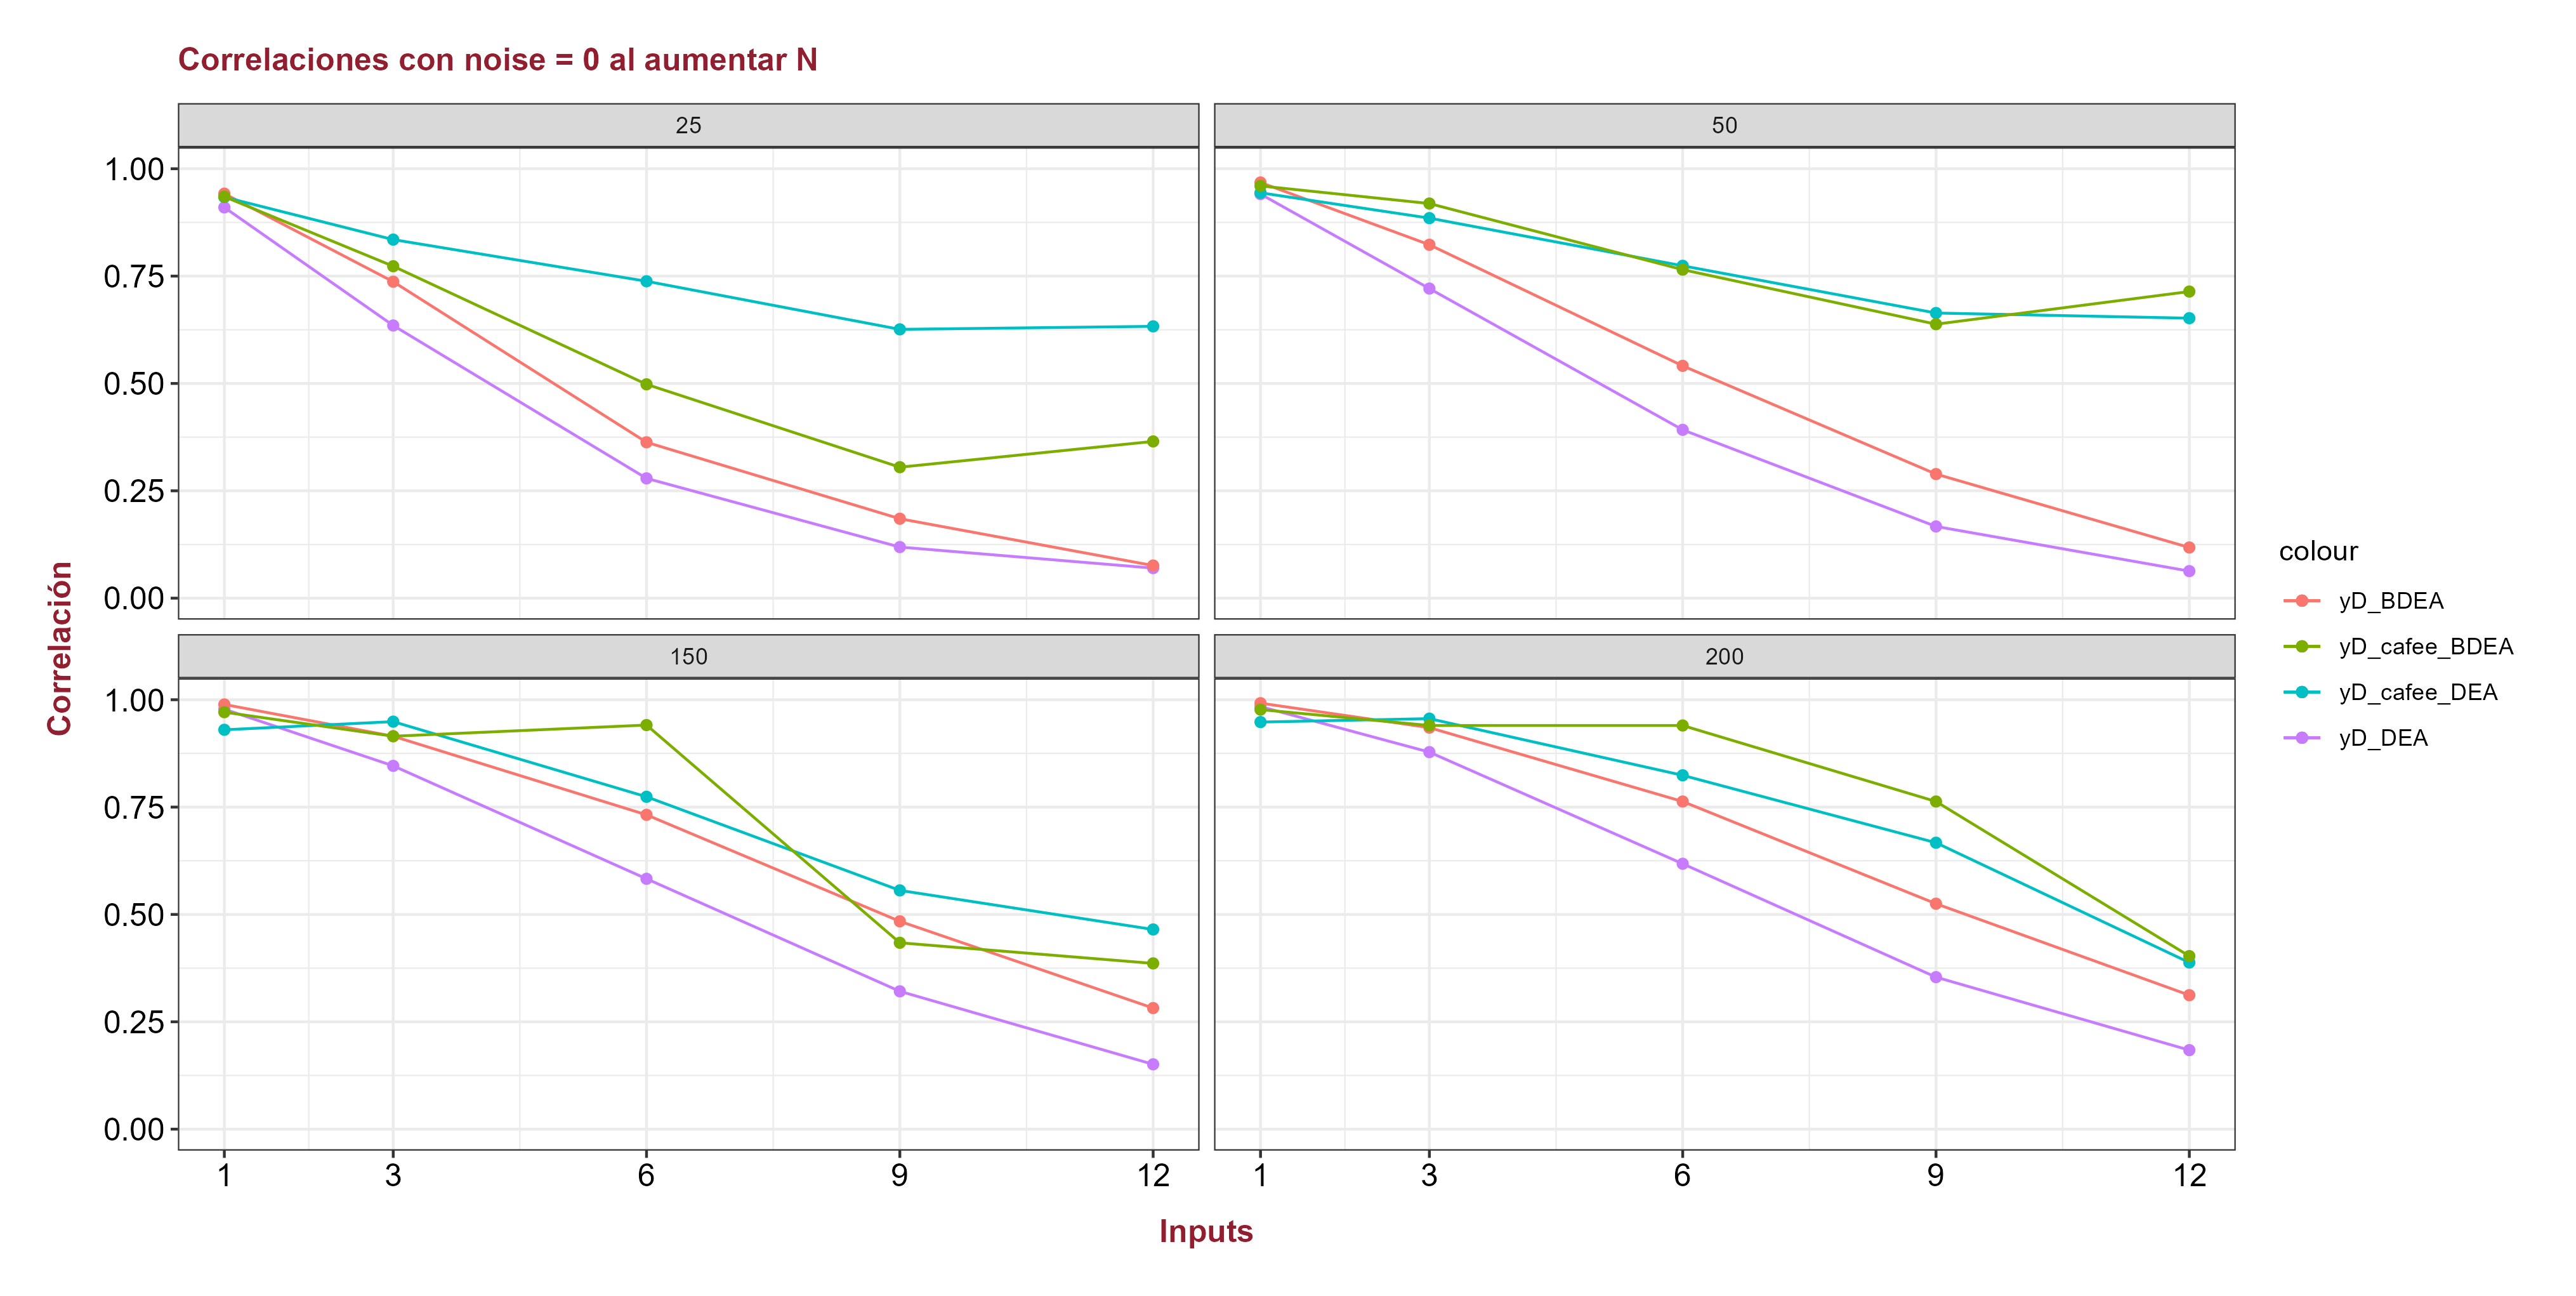 Correlaciones con noise = 0 al aumentar N
25
50
1.00
0.75
0.50
0.25
0.00
150
200
1.00
0.75
0.50
0.25
0.00
1 3 6 9 12
1 3 6 9 12
Correlación
Inputs
colour
yD_BDEA
yD_cafee_BDEA
yD_cafee_DEA
yD_DEA